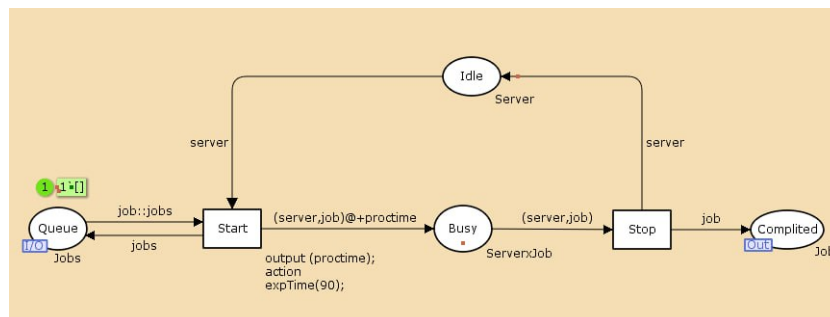 Idle
Server
server
server
1 1`[]
job::jobs
(server,job)@+proctime
(server,job)
job
Queue
Start
Busy
Stop
Complited
I/O
jobs
Out
Jobs
ServerxJob
Job
output (proctime);
action
expTime(90);